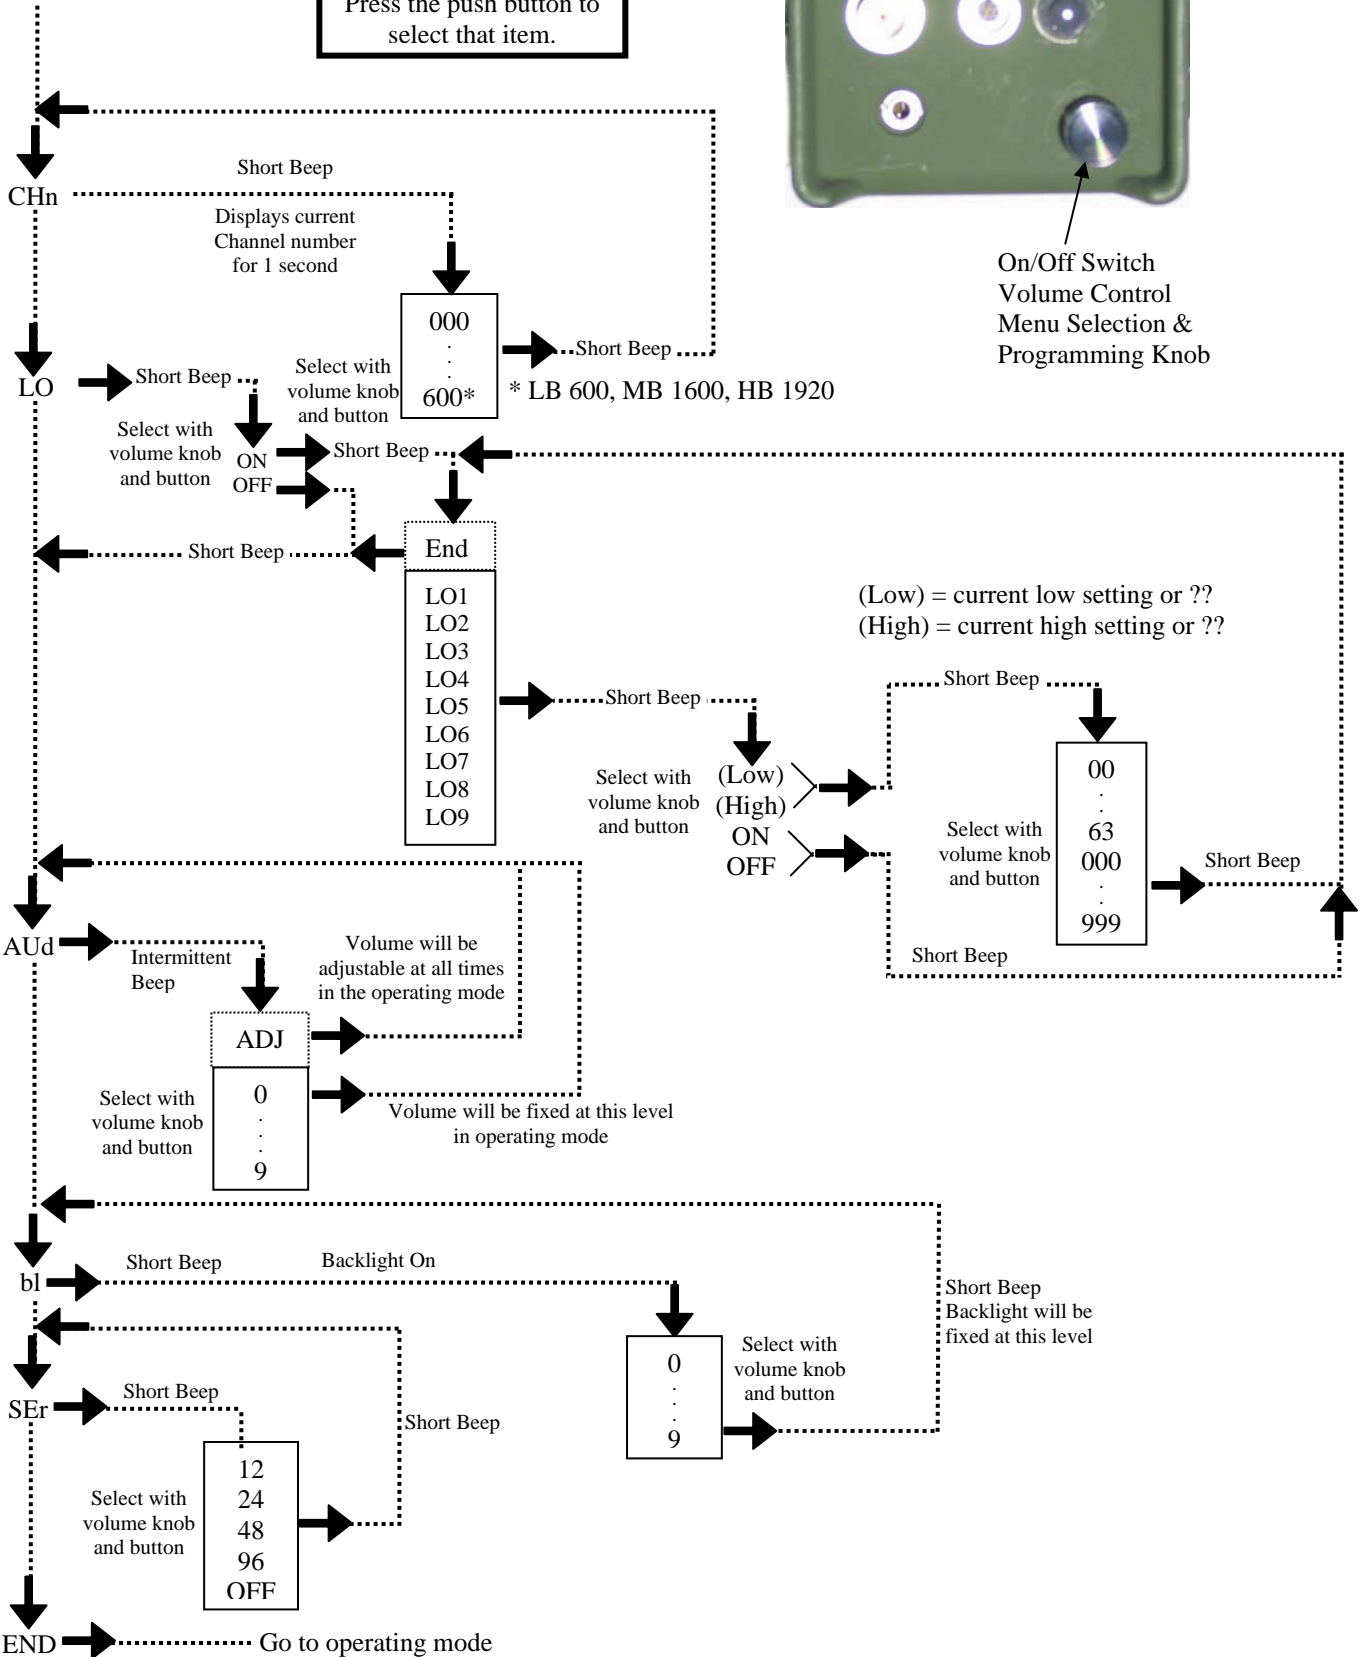 Press the push button to
select that item.
On/Off Switch
Volume Control
Menu Selection &
Programming Knob
CHn
Short Beep
Displays current
Channel number
for 1 second
000
.
.
.
600*
Select with
volume knob
and button
Short Beep
* LB 600, MB 1600, HB 1920
LO
Short Beep
Select with
volume knob
and button
ON
OFF
Short Beep
Short Beep
End
LO1
LO2
LO3
LO4
LO5
LO6
LO7
LO8
LO9
(Low) = current low setting or ??
(High) = current high setting or ??
Short Beep
Select with
volume knob
and button
(Low)
(High)
ON
OFF
Short Beep
Select with
volume knob
and button
00
.
.
63
000
.
.
999
Short Beep
Short Beep
AUd
Intermittent
Beep
Volume will be
adjustable at all times
in the operating mode
ADJ
Select with
volume knob
and button
0
.
.
.
9
Volume will be fixed at this level
in operating mode
bl
Short Beep
Backlight On
0
.
.
.
.
9
Select with
volume knob
and button
Short Beep
Backlight will be
fixed at this level
SEr
Short Beep
Select with
volume knob
and button
12
24
48
96
OFF
Short Beep
END
Go to operating mode